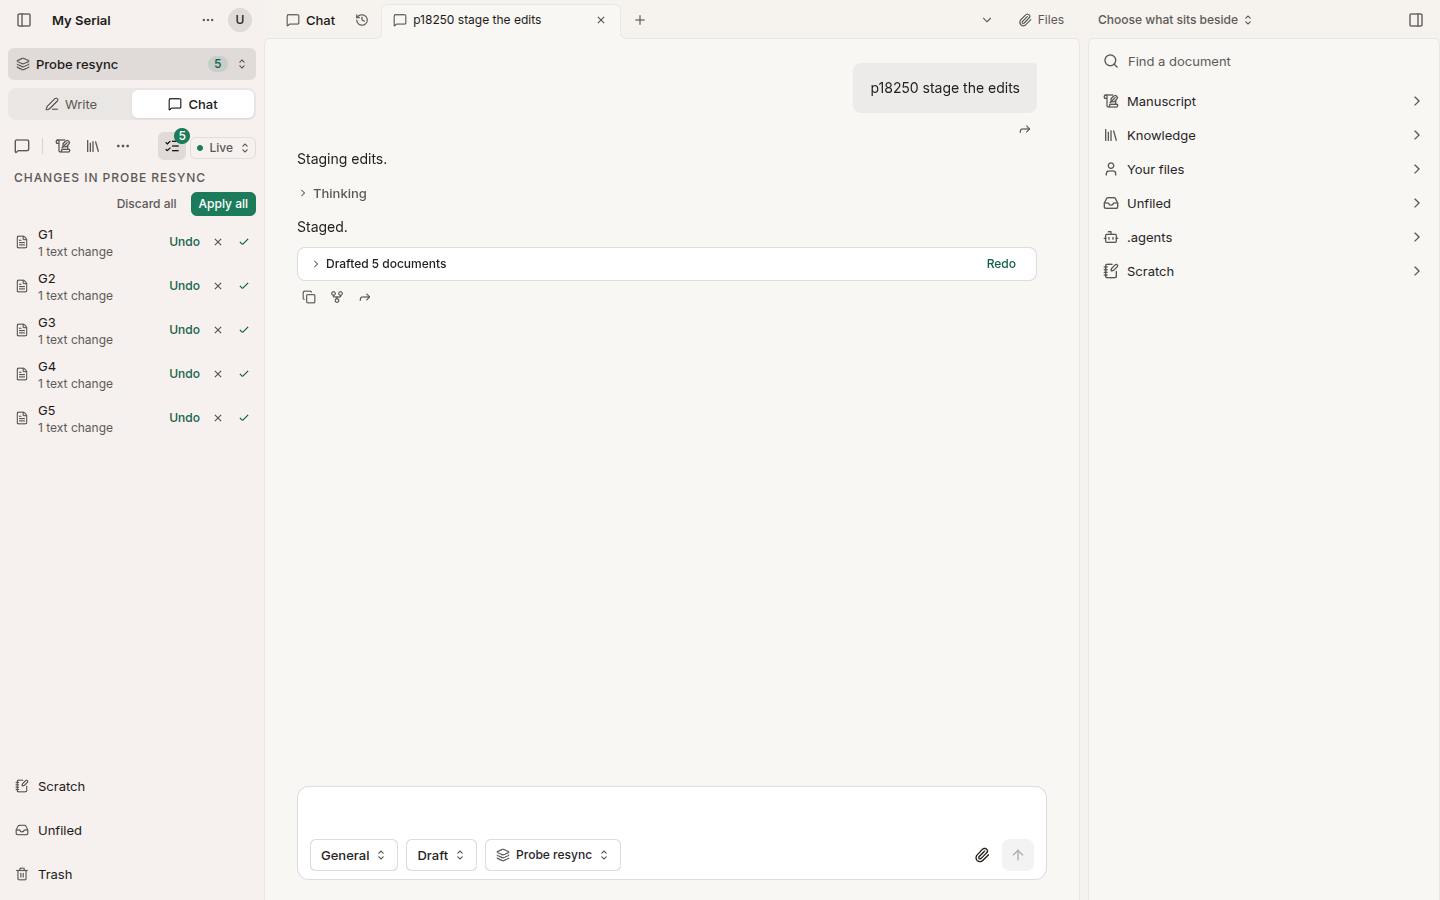 My Serial
U
Chat
p18250 stage the edits
Files
Choose what sits beside
Probe resync
5
Write
Chat
5
Live
CHANGES IN PROBE RESYNC
Discard all
Apply all
G1
1 text change
Undo
G2
1 text change
Undo
G3
1 text change
Undo
G4
1 text change
Undo
G5
1 text change
Undo
Scratch
Unfiled
Trash
p18250 stage the edits
Staging edits.
Thinking
Staged.
Drafted 5 documents
Redo
General
Draft
Probe resync
Find a document
Manuscript
Knowledge
Your files
Unfiled
.agents
Scratch